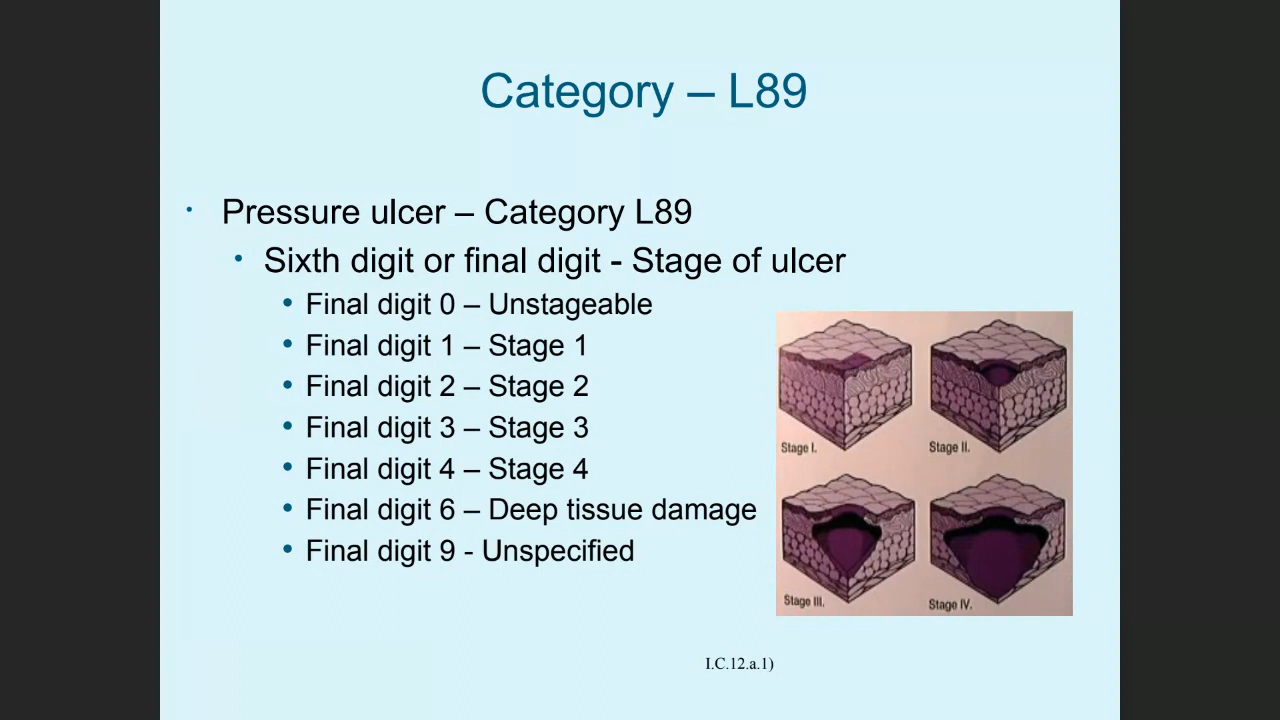 Category – L89
• Pressure ulcer – Category L89
• Sixth digit or final digit - Stage of ulcer
• Final digit 0 – Unstageable
• Final digit 1 – Stage 1
• Final digit 2 – Stage 2
• Final digit 3 – Stage 3
• Final digit 4 – Stage 4
• Final digit 6 – Deep tissue damage
• Final digit 9 - Unspecified
Stage I.
Stage II.
Stage III.
Stage IV.
I.C.12.a.1)